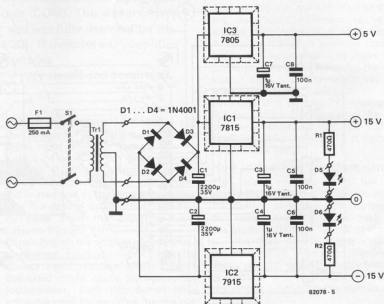 IC3
7805
+ 5 V
C7
1µ
16V Tant.
C8
100n
F1
250 mA
S1
Tr1
D1 ... D4 = 1N4001
D1
D3
D2
D4
IC1
7815
+ 15 V
C1
2200µ
35V
C3
1µ
16V Tant.
C5
100n
R1
470Ω
D5
0
C2
2200µ
35V
C4
1µ
16V Tant.
C6
100n
D6
R2
470Ω
IC2
7915
− 15 V
82078 - 5